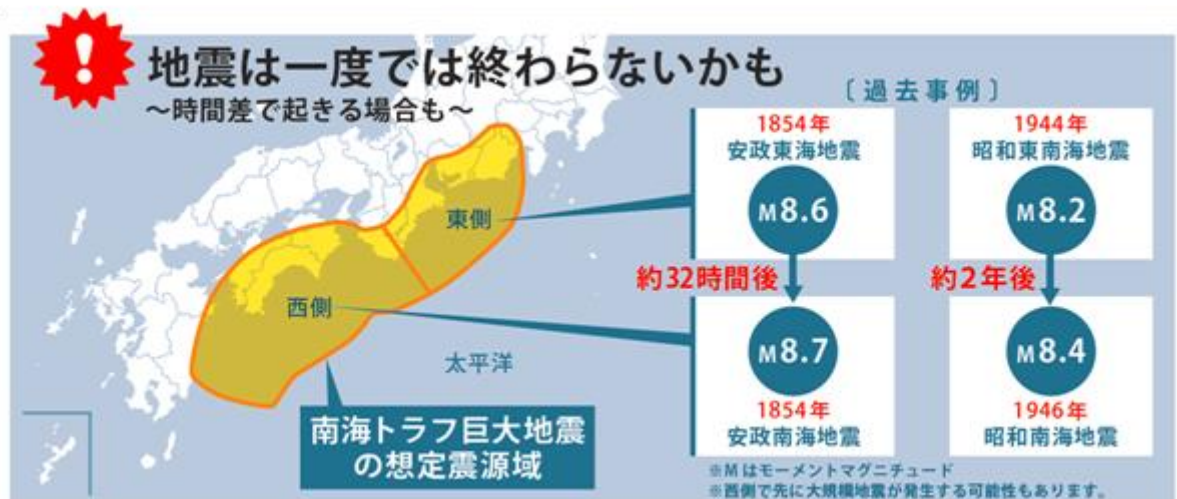 !
地震は一度では終わらないかも
～時間差で起きる場合も～
〔過去事例〕
1854年
安政東海地震
M8.6
約32時間後
M8.7
1854年
安政南海地震
1944年
昭和東南海地震
M8.2
約2年後
M8.4
1946年
昭和南海地震
東側
西側
太平洋
南海トラフ巨大地震
の想定震源域
※Mはモーメントマグニチュード
※西側で先に大規模地震が発生する可能性もあります。